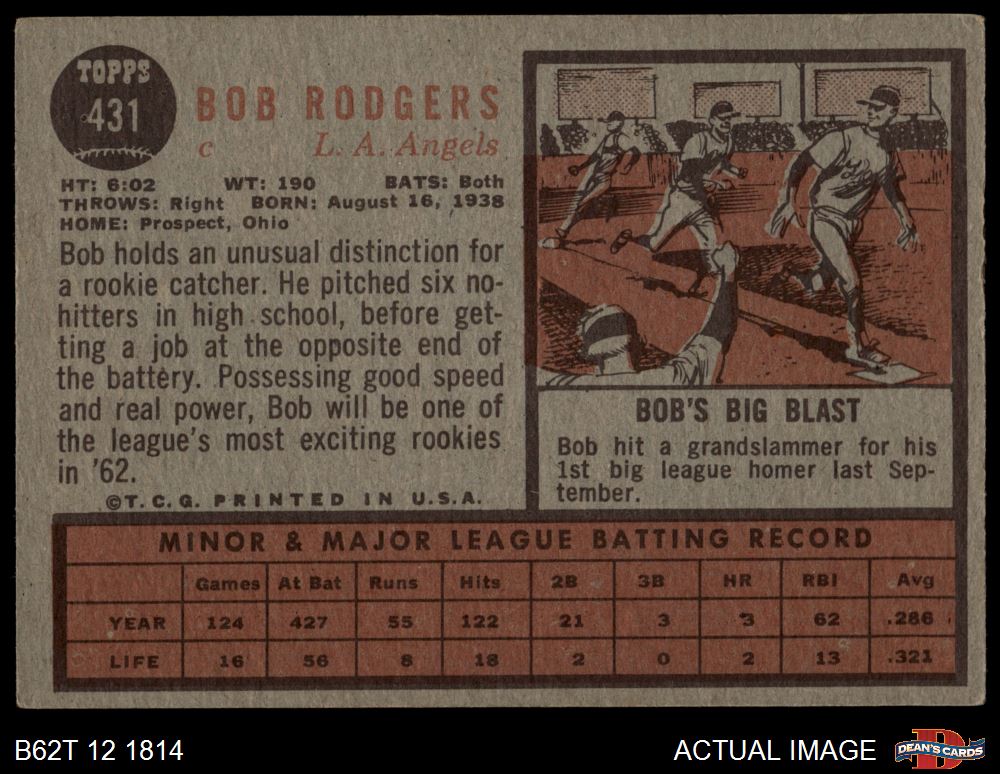 TOPPS
431
BOB RODGERS
c L. A. Angels
HT: 6:02 WT: 190 BATS: Both
THROWS: Right BORN: August 16, 1938
HOME: Prospect, Ohio
Bob holds an unusual distinction for
a rookie catcher. He pitched six no-
hitters in high school, before get-
ting a job at the opposite end of
the battery. Possessing good speed
and real power, Bob will be one of
the league's most exciting rookies
in '62.
©T.C.G. PRINTED IN U.S.A.
BOB'S BIG BLAST
Bob hit a grandslammer for his
1st big league homer last Sep-
tember.
MINOR & MAJOR LEAGUE BATTING RECORD
Games At Bat Runs Hits 2B 3B HR RBI Avg
YEAR 124 427 55 122 21 3 3 62 .286
LIFE 16 56 8 18 2 0 2 13 .321
B62T 12 1814
ACTUAL IMAGE
D
DEAN'S CARDS